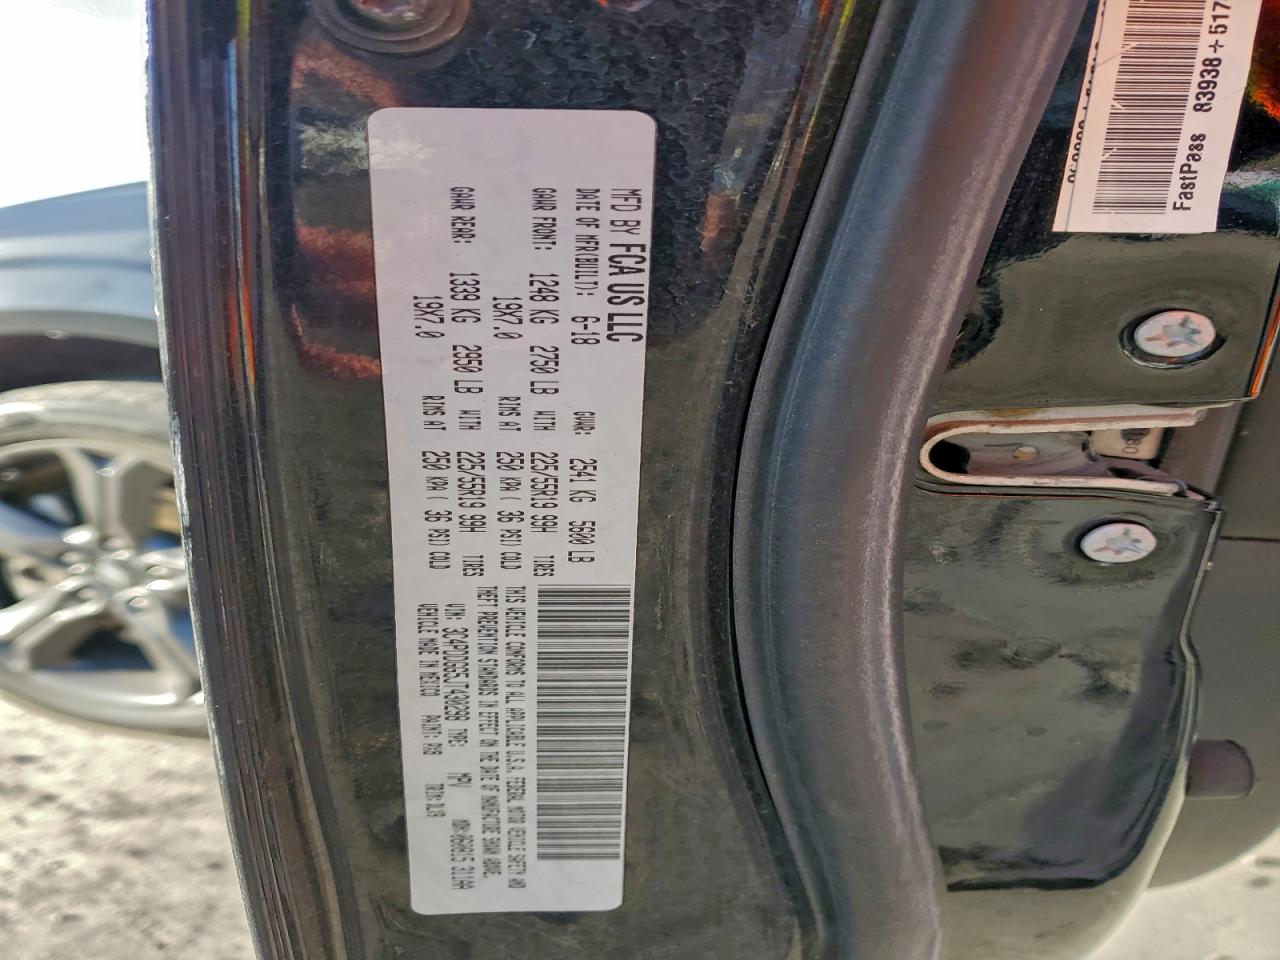 MFD BY FCA US LLC
DATE OF MFR(BUILT): 6-18 GAWR: 2541 KG 5600 LB
GAWR FRONT: 1248 KG 2750 LB WITH 225/55R19 99H TIRES
19X7.0 RIMS AT 250 KPA( 36 PSI) COLD
GAWR REAR: 1339 KG 2950 LB WITH 225/55R19 99H TIRES
19X7.0 RIMS AT 250 KPA( 36 PSI) COLD
THIS VEHICLE CONFORMS TO ALL APPLICABLE U.S.A. FEDERAL MOTOR VEHICLE SAFETY AND
THEFT PREVENTION STANDARDS IN EFFECT ON THE DATE OF MANUFACTURE SHOWN ABOVE.
TYPE: MPV
VEHICLE MADE IN MEXICO PAINT:
FastPass 83938+517